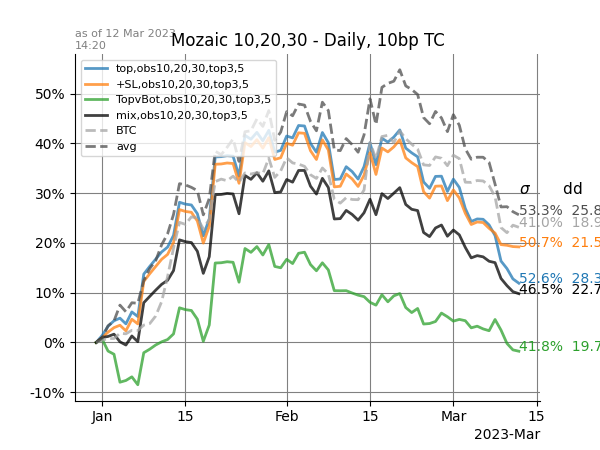 as of 12 Mar 2023
14:20
Mozaic 10,20,30 - Daily, 10bp TC
top,obs10,20,30,top3,5
+SL,obs10,20,30,top3,5
TopvBot,obs10,20,30,top3,5
mix,obs10,20,30,top3,5
BTC
avg
50%
40%
30%
20%
10%
0%
-10%
σ dd
53.3% 25.8
41.0% 18.9
50.7% 21.5
52.6% 28.3
46.5% 22.7
41.8% 19.7
Jan 15 Feb 15 Mar 15
2023-Mar